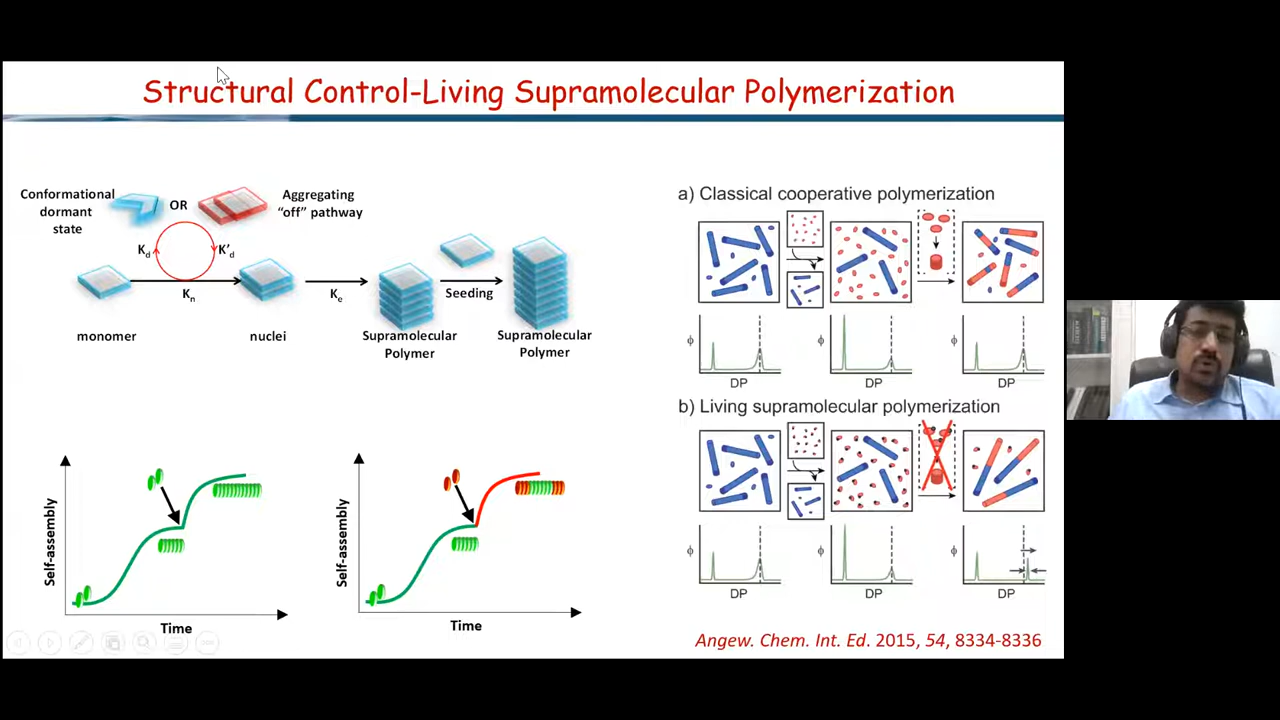 Structural Control-Living Supramolecular Polymerization
Conformational
dormant
state
OR
Aggregating
“off” pathway
Kd
K’d
Kn
Ke
Seeding
monomer
nuclei
Supramolecular
Polymer
Supramolecular
Polymer
a) Classical cooperative polymerization
ϕ
DP
ϕ
DP
ϕ
DP
b) Living supramolecular polymerization
ϕ
DP
ϕ
DP
ϕ
DP
Self-assembly
Time
Self-assembly
Time
Angew. Chem. Int. Ed. 2015, 54, 8334-8336